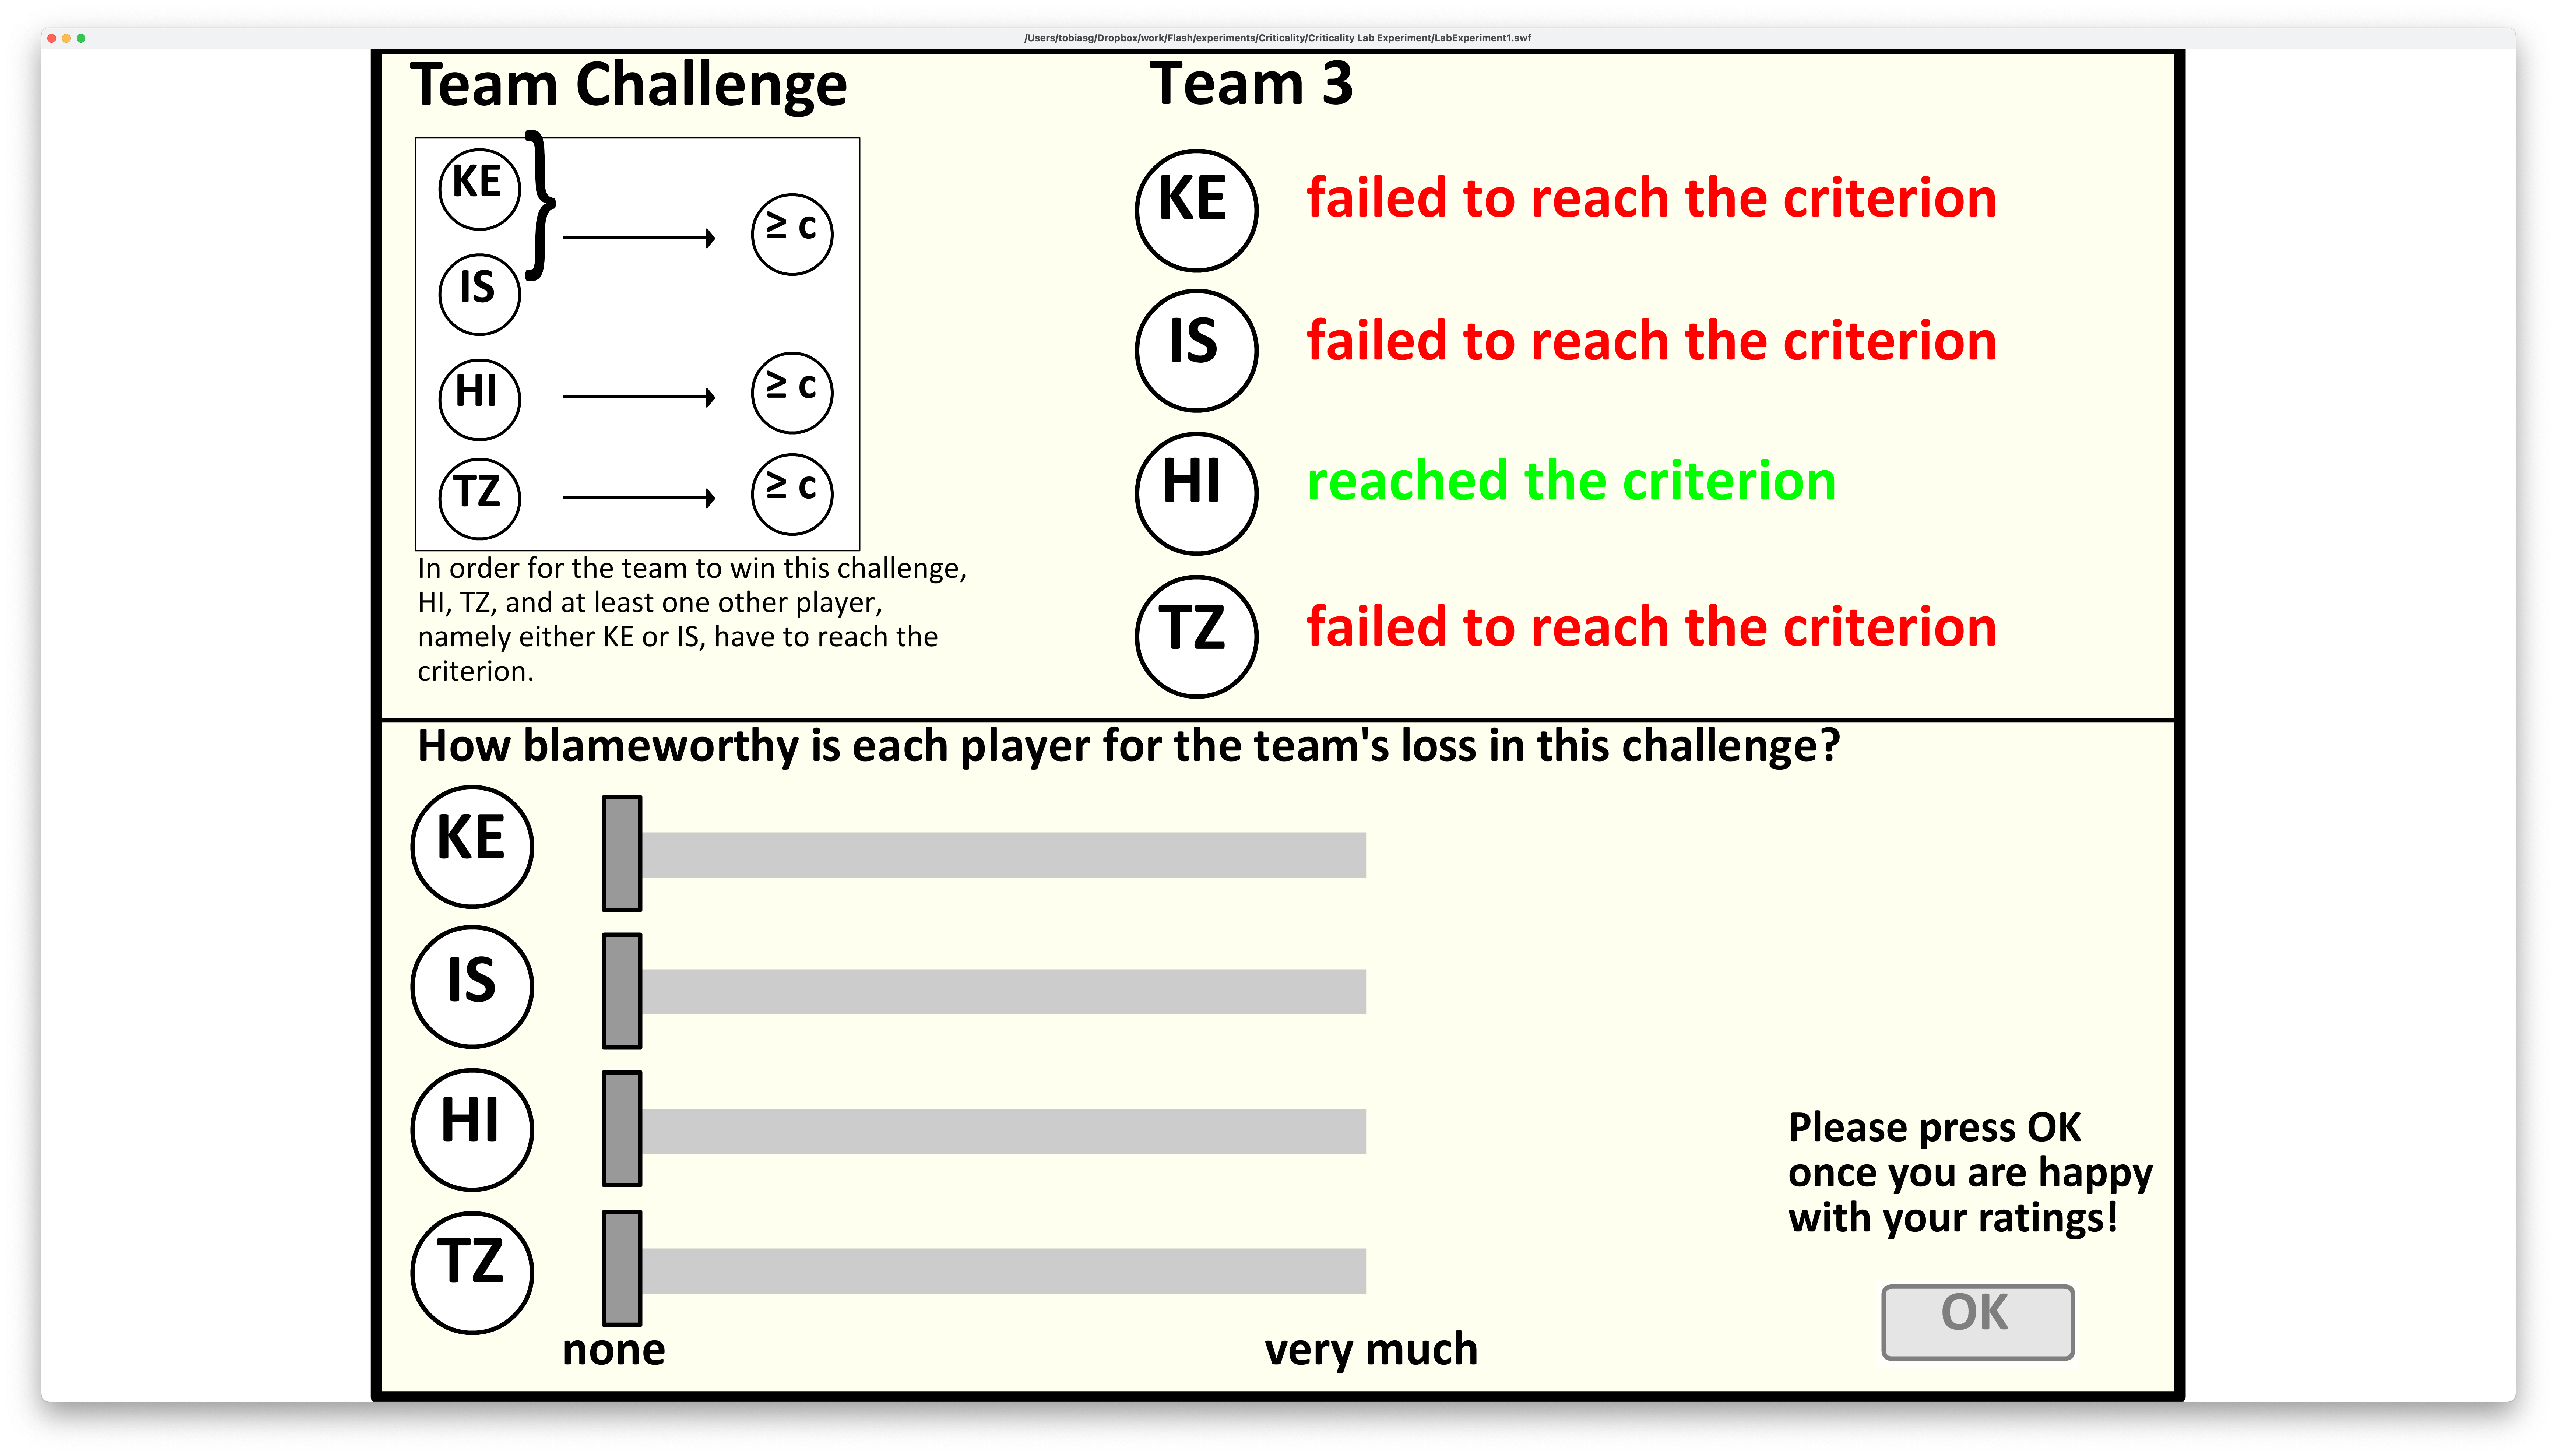 /Users/tobiasg/Dropbox/work/Flash/experiments/Criticality/Criticality Lab Experiment/LabExperiment1.swf
Team Challenge
KE
IS
}
≥ c
HI
≥ c
TZ
≥ c
In order for the team to win this challenge,
HI, TZ, and at least one other player,
namely either KE or IS, have to reach the
criterion.
Team 3
KE failed to reach the criterion
IS failed to reach the criterion
HI reached the criterion
TZ failed to reach the criterion
How blameworthy is each player for the team's loss in this challenge?
KE
IS
HI
TZ
none
very much
Please press OK
once you are happy
with your ratings!
OK